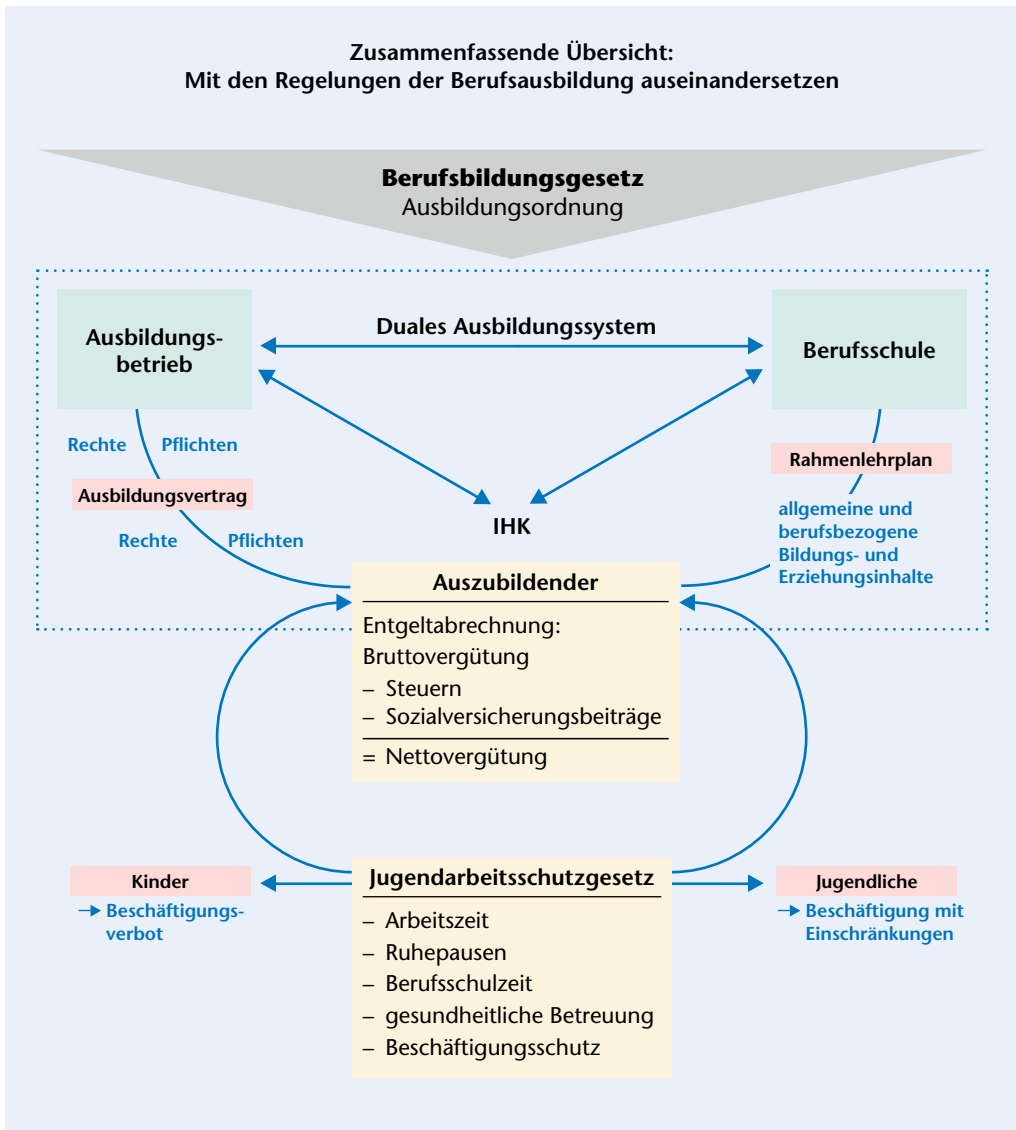 Zusammenfassende Übersicht:
Mit den Regelungen der Berufsausbildung auseinandersetzen
Berufsbildungsgesetz
Ausbildungsordnung
Ausbildungs-
betrieb
Duales Ausbildungssystem
Berufsschule
Rechte Pflichten
Ausbildungsvertrag
Rechte Pflichten
IHK
Rahmenlehrplan
allgemeine und
berufsbezogene
Bildungs- und
Erziehungsinhalte
Auszubildender
Entgeltabrechnung:
Bruttovergütung
– Steuern
– Sozialversicherungsbeiträge
= Nettovergütung
Kinder
→ Beschäftigungs-
verbot
Jugendarbeitsschutzgesetz
– Arbeitszeit
– Ruhepausen
– Berufsschulzeit
– gesundheitliche Betreuung
– Beschäftigungsschutz
Jugendliche
→ Beschäftigung mit
Einschränkungen